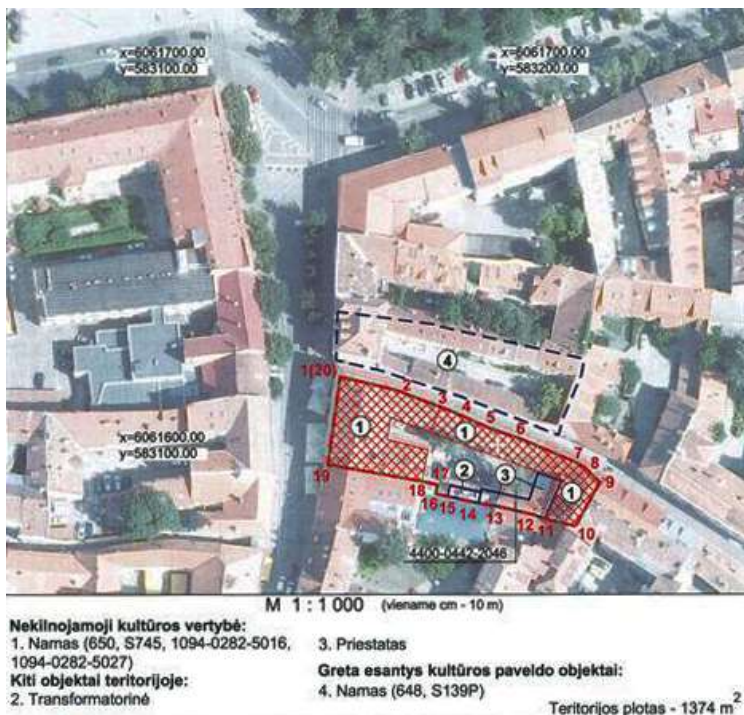 x=6061700.00
y=583100.00
x=6061700.00
y=583200.00
4
1(20)
2
3
4
5
6
7
8
9
1
1
x=6061600.00
y=583100.00
19
17
2
3
1
18
16
15
14
13
12
11
10
4400-0442-2046
M 1 : 1 000 (viename cm - 10 m)
Nekilnojamoji kultūros vertybė:
1. Namas (650, S745, 1094-0282-5016,
1094-0282-5027)
Kiti objektai teritorijoje:
2. Transformatorinė
3. Priestatas
Greta esantys kultūros paveldo objektai:
4. Namas (648, S139P)
Teritorijos plotas - 1374 m²